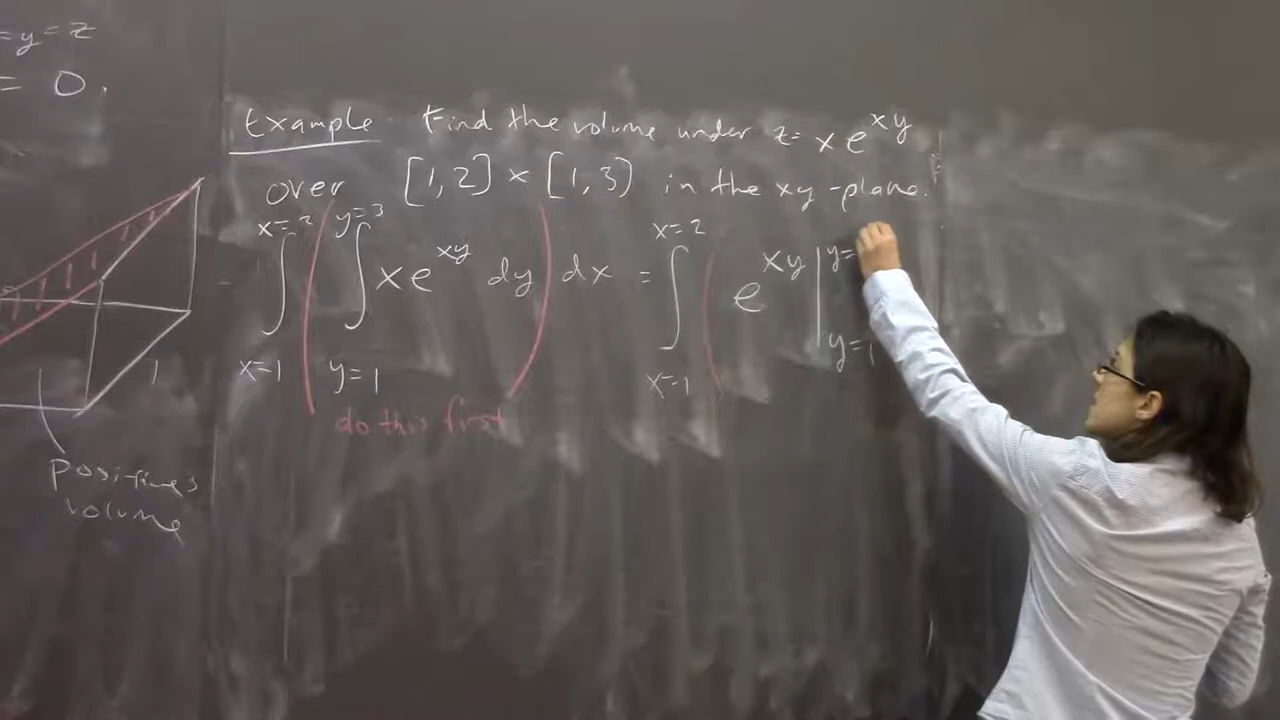 = y = z
= 0.
Example Find the volume under z = x e^{xy}
over [1,2] × [1,3] in the xy-plane.
∫_{x=1}^{x=2} ( ∫_{y=1}^{y=3} x e^{xy} dy ) dx = ∫_{x=1}^{x=2} ( e^{xy} |_{y=1}^{y=
do this first
1
positive
volume